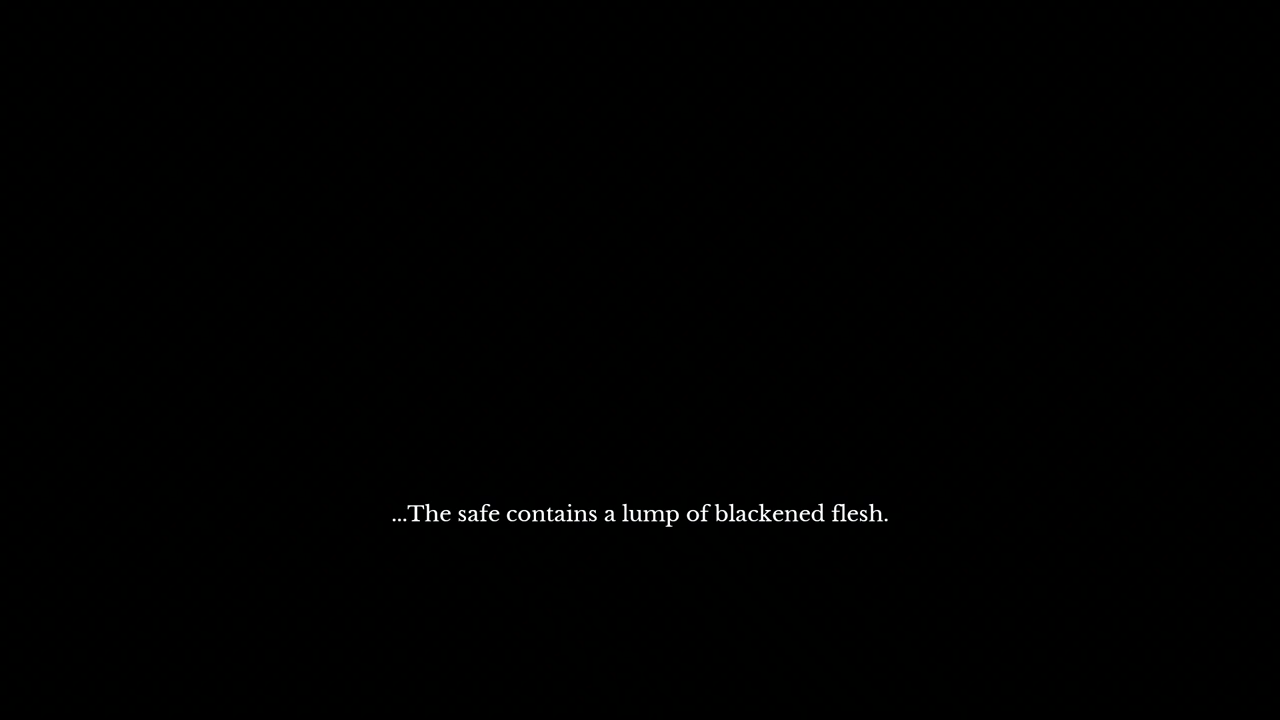 ...The safe contains a lump of blackened flesh.